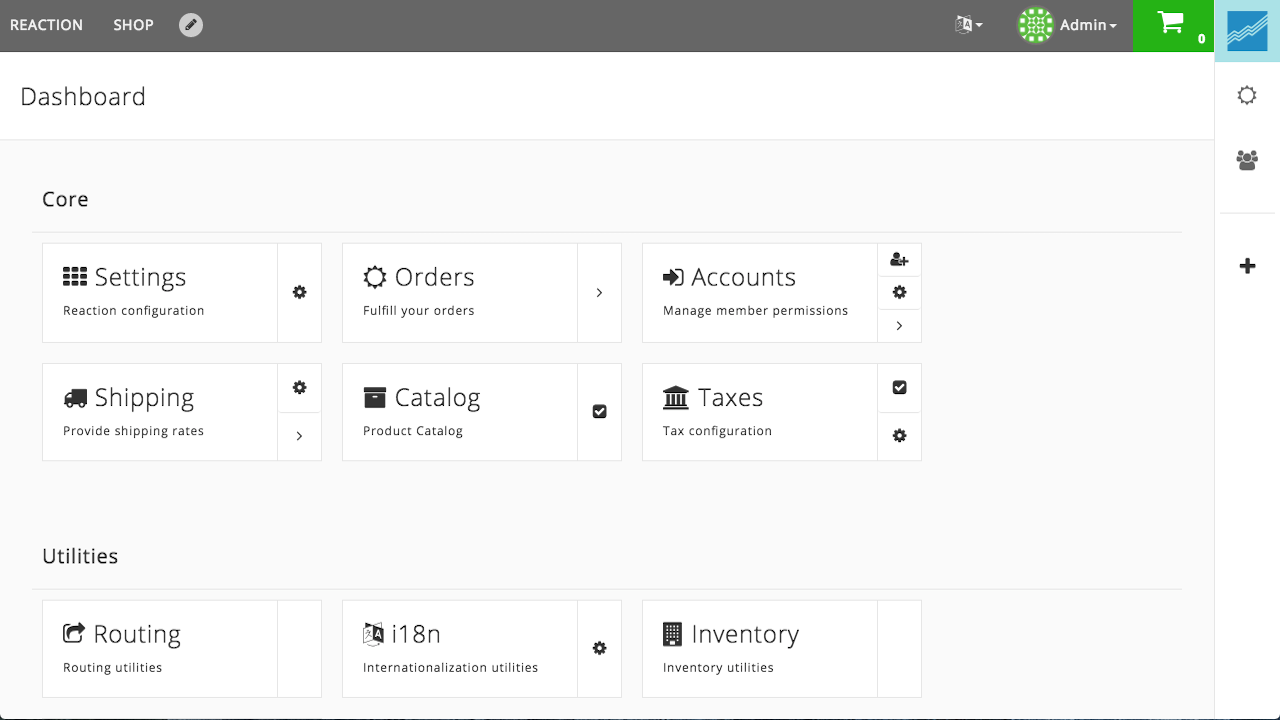 REACTION SHOP Admin 0
Dashboard
Core
Settings
Reaction configuration
Orders
Fulfill your orders
Accounts
Manage member permissions
Shipping
Provide shipping rates
Catalog
Product Catalog
Taxes
Tax configuration
Utilities
Routing
Routing utilities
i18n
Internationalization utilities
Inventory
Inventory utilities